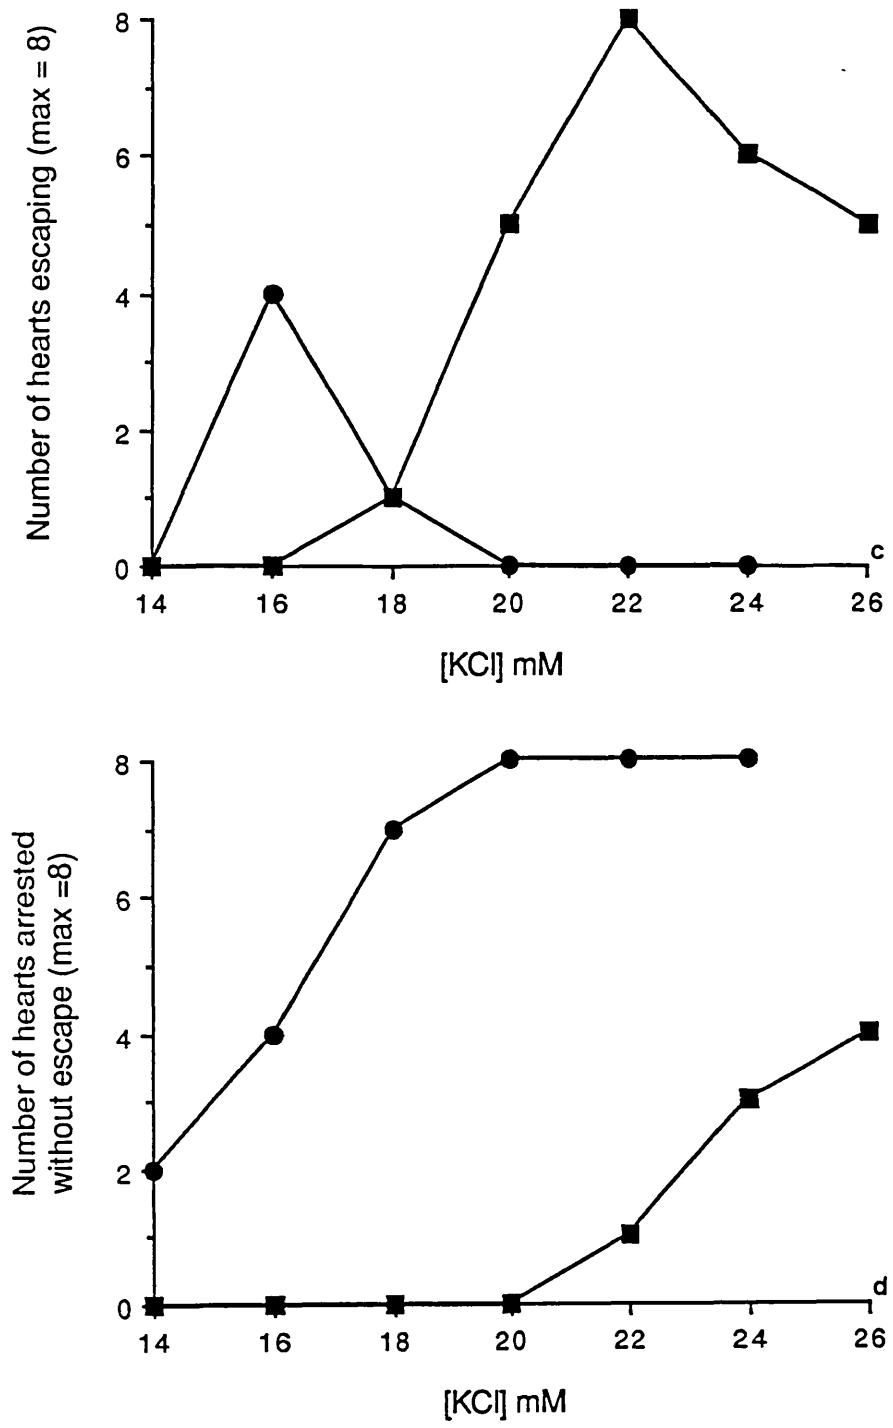 Number of hearts escaping (max = 8)
8
6
4
2
0
14 16 18 20 22 24 26
c
[KCl] mM
Number of hearts arrested
without escape (max =8)
8
6
4
2
0
14 16 18 20 22 24 26
d
[KCl] mM